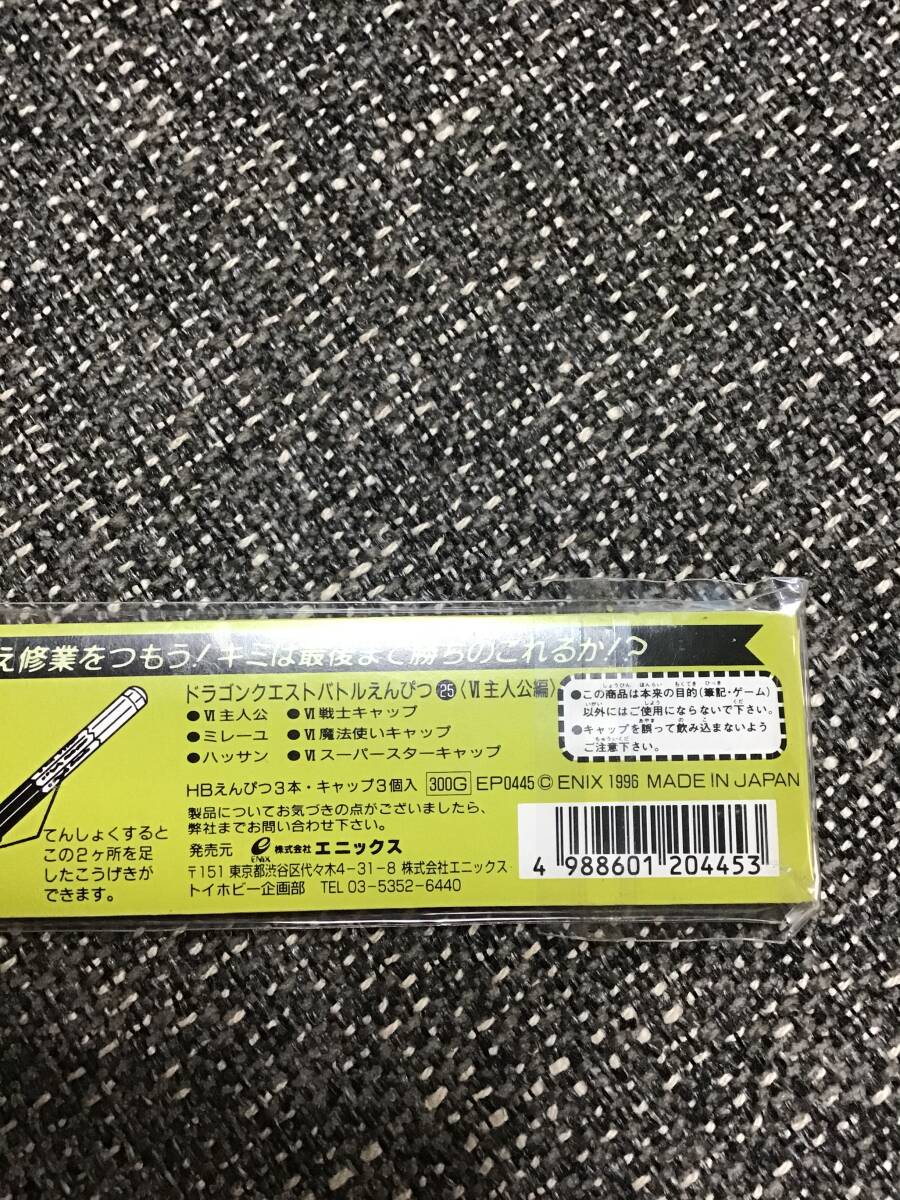 え修業をつもう!キミは最後まで勝ちのこれるか!?
ドラゴンクエストバトルえんぴつ㉕〈Ⅵ主人公編〉
●Ⅵ主人公 ●Ⅵ戦士キャップ
●ミレーユ ●Ⅵ魔法使いキャップ
●ハッサン ●Ⅵスーパースターキャップ
HBえんぴつ3本・キャップ3個入 300G EP0445 © ENIX 1996 MADE IN JAPAN
製品についてお気づきの点がございましたら、
弊社までお問い合わせ下さい。
発売元 ENIX 株式会社エニックス
〒151 東京都渋谷区代々木4-31-8 株式会社エニックス
トイホビー企画部 TEL 03-5352-6440
てんしょくすると
この2ヶ所を足
したこうげきが
できます。
●この商品は本来の目的(筆記・ゲーム)
以外にはご使用にならないで下さい。
●キャップを誤って飲み込まないよう
ご注意下さい。
4 988601 204453